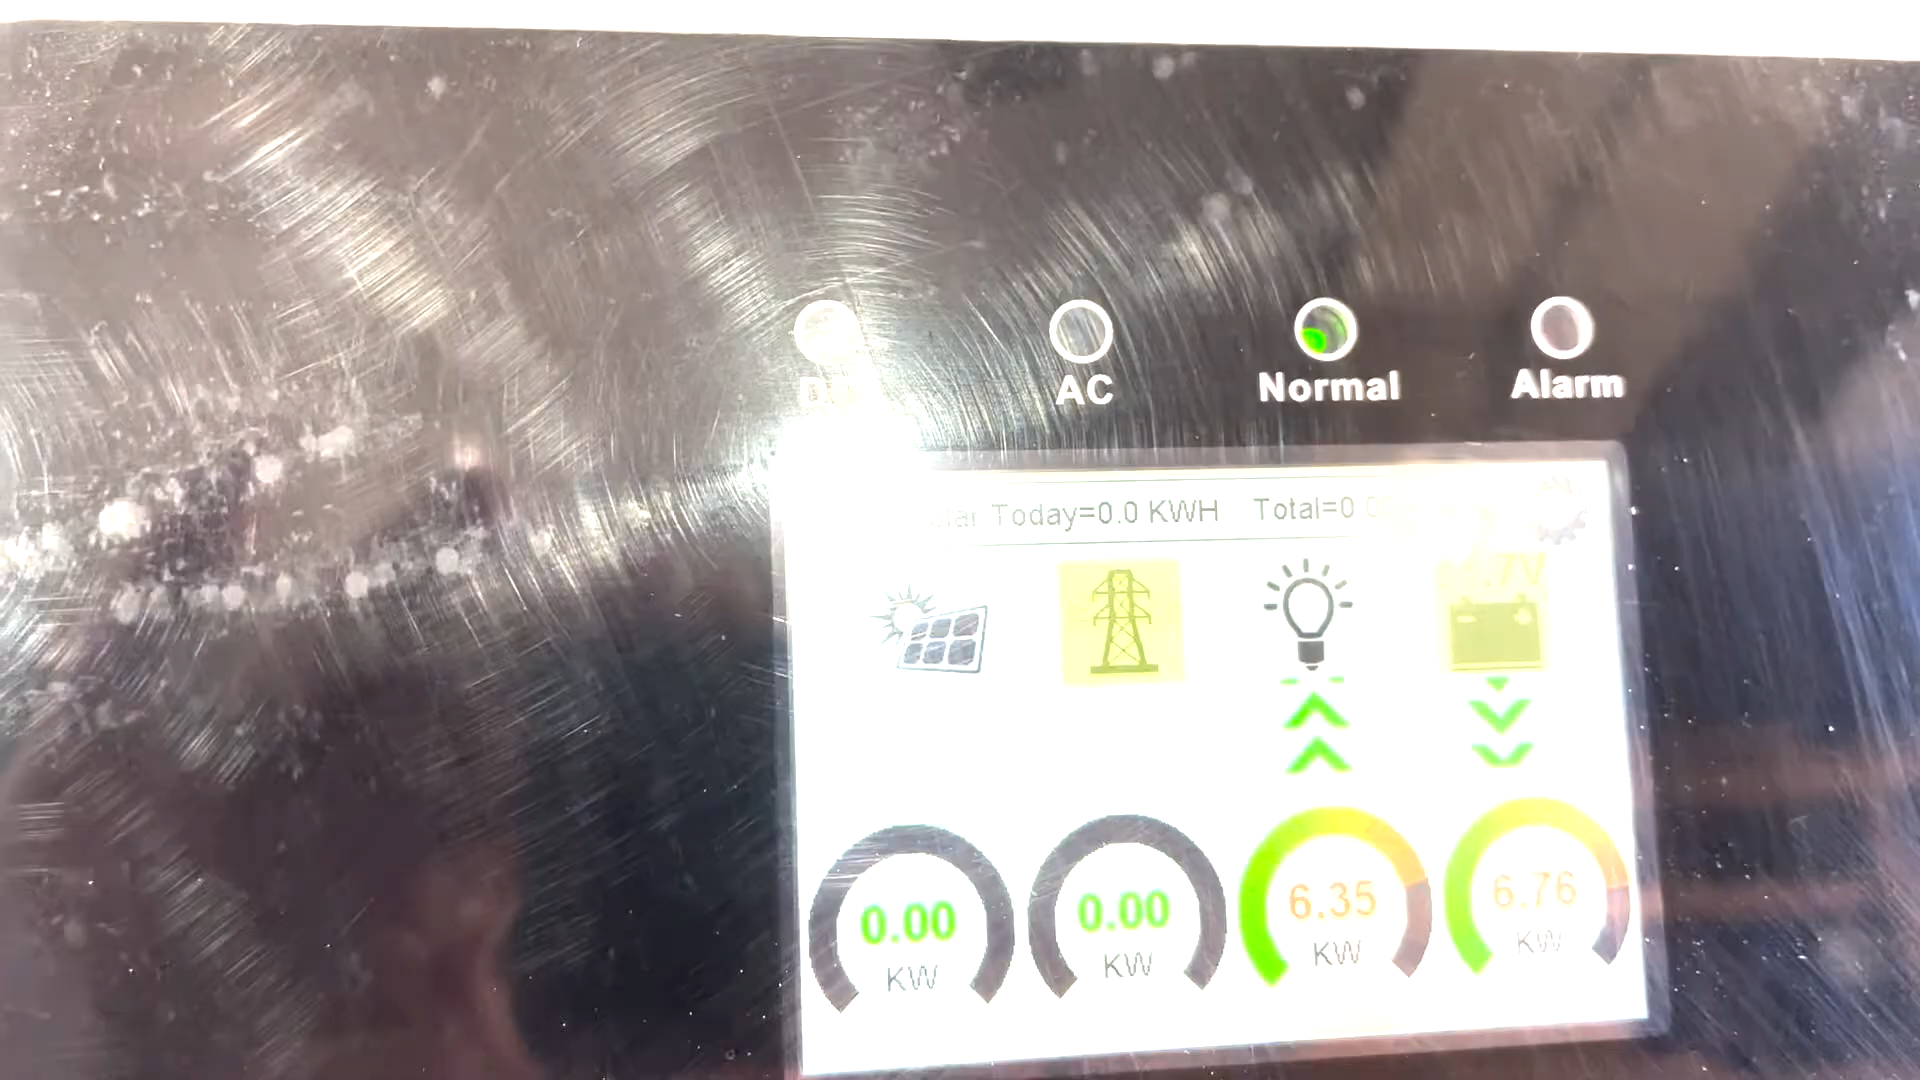 AC Normal Alarm
Today=0.0 KWH Total=0
0.00 0.00 6.35 6.76
KW KW KW KW